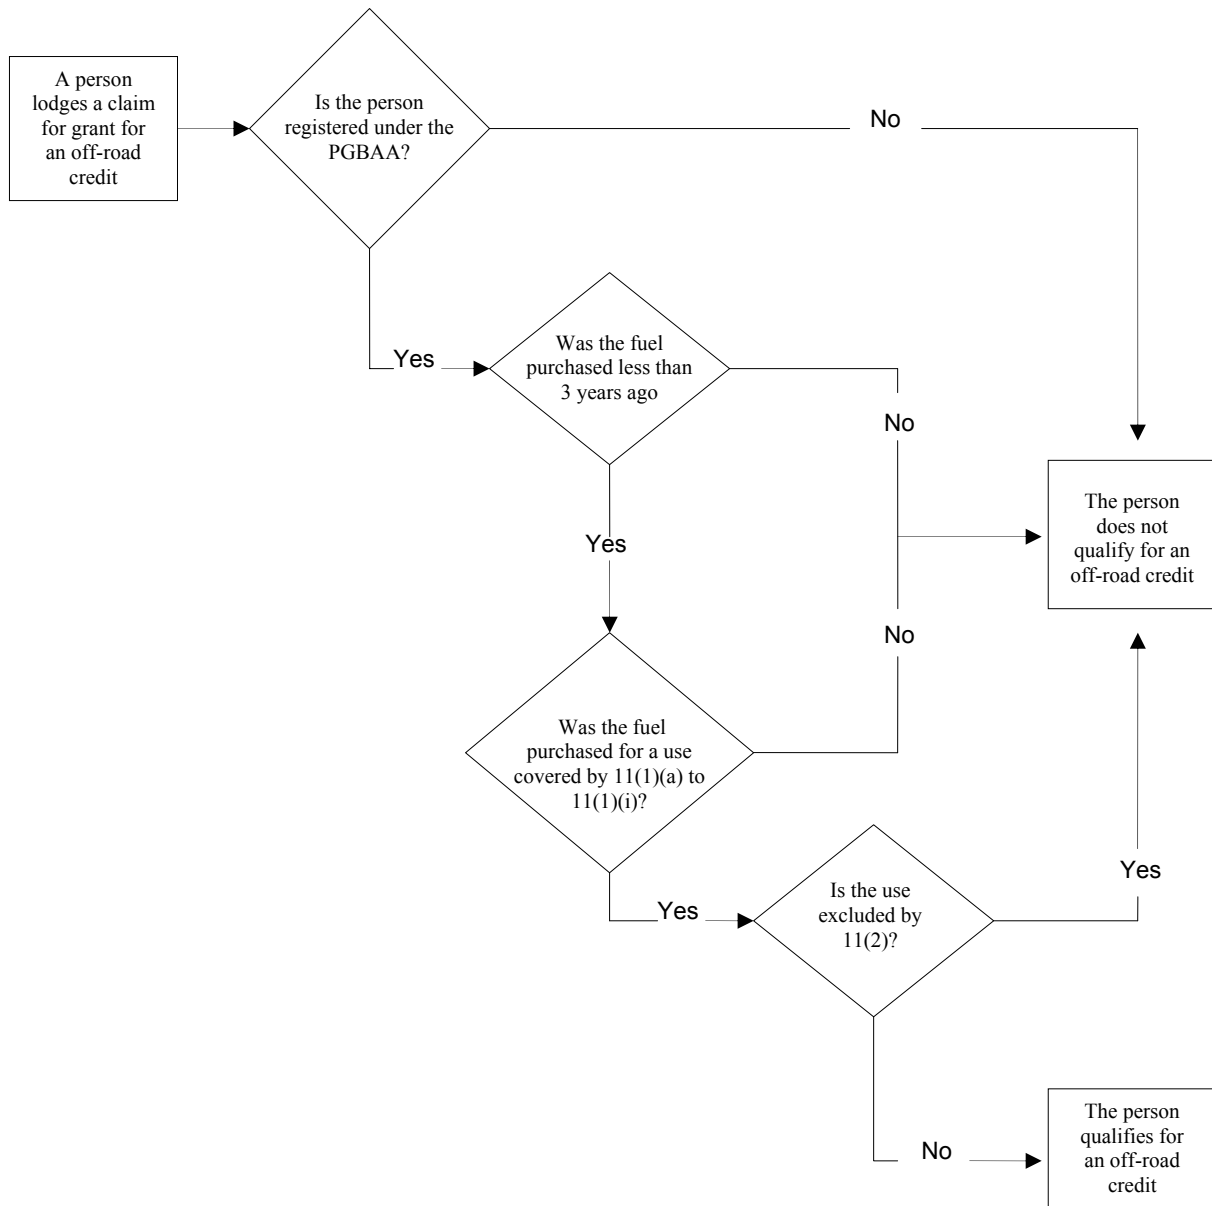 A person
lodges a claim
for grant for
an off-road
credit
Is the person
registered under the
PGBAA?
No
Yes
Was the fuel
purchased less than
3 years ago
No
Yes
The person
does not
qualify for an
off-road credit
No
Was the fuel
purchased for a use
covered by 11(1)(a) to
11(1)(i)?
Yes
Is the use
excluded by
11(2)?
Yes
No
The person
qualifies for
an off-road
credit